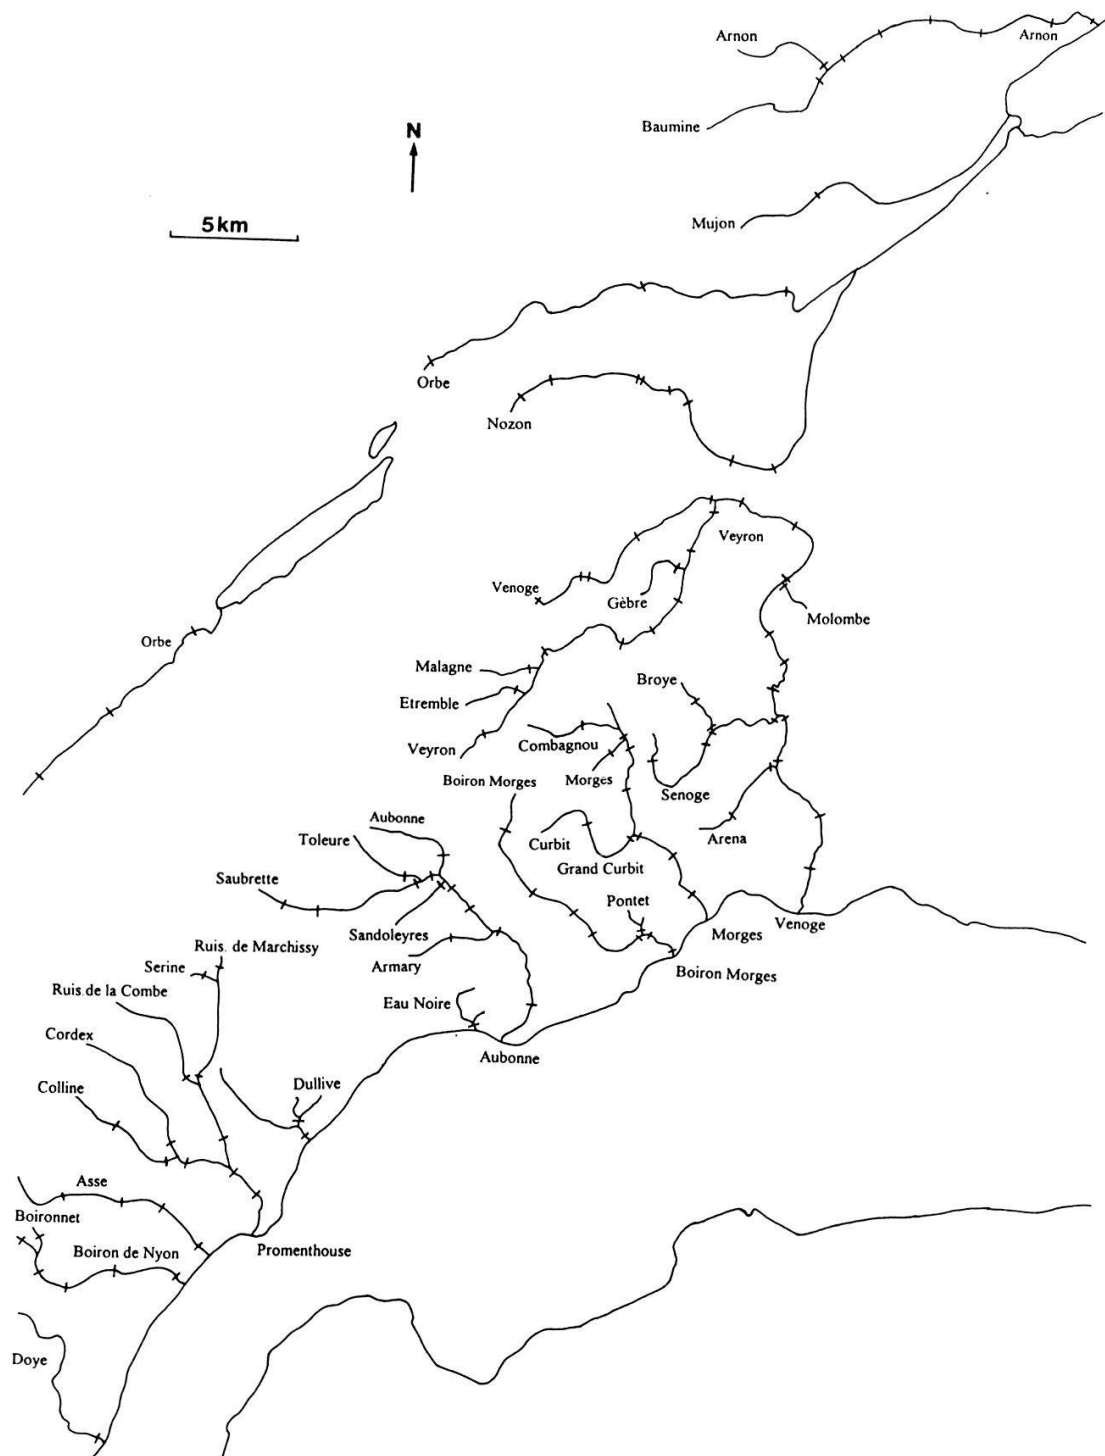 Arnon
Arnon
Baumine
N
5km
Mujon
Orbe
Nozon
Veyron
Venoge
Gèbre
Molombe
Orbe
Malagne
Broye
Etremble
Veyron
Combagnou
Boiron Morges
Morges
Senoge
Aubonne
Toleure
Curbit
Arena
Grand Curbit
Saubrette
Pontet
Sandoleyres
Morges
Venoge
Ruis. de Marchissy
Armary
Serine
Boiron Morges
Ruis. de la Combe
Eau Noire
Cordex
Aubonne
Colline
Dullive
Asse
Boironnet
Boiron de Nyon
Promenthouse
Doye